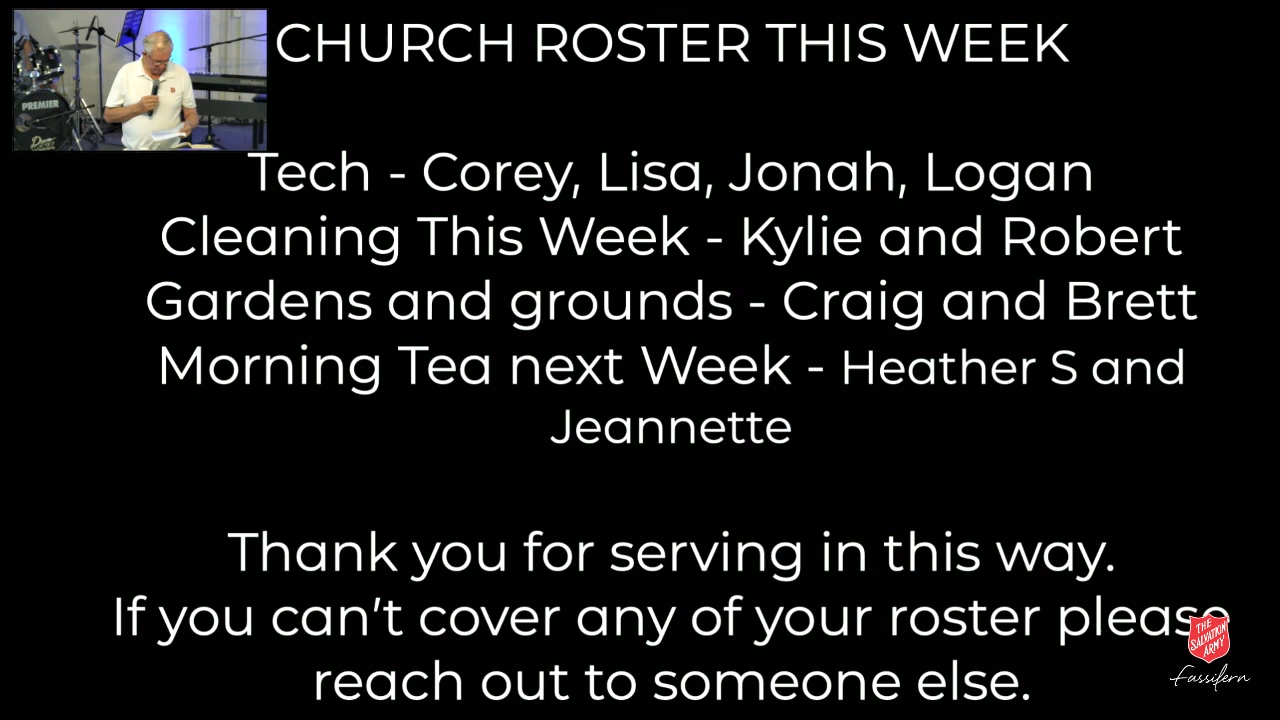 CHURCH ROSTER THIS WEEK
PREMIER
Tech - Corey, Lisa, Jonah, Logan
Cleaning This Week - Kylie and Robert
Gardens and grounds - Craig and Brett
Morning Tea next Week - Heather S and
Jeannette
Thank you for serving in this way.
If you can't cover any of your roster please
reach out to someone else.
THE
SALVATION
ARMY
Fassifern